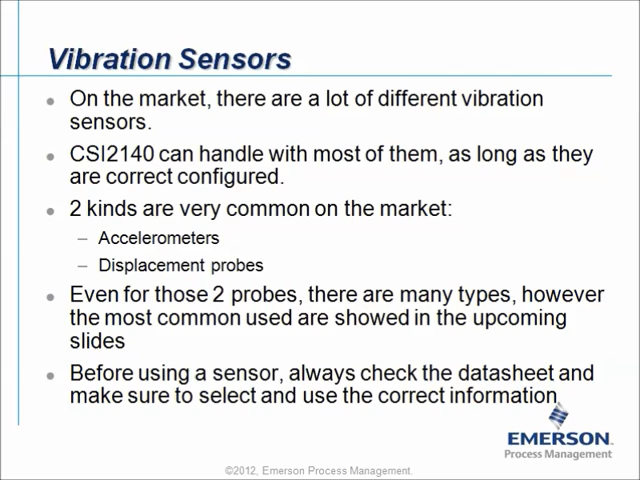 Vibration Sensors
On the market, there are a lot of different vibration
sensors.
CSI2140 can handle with most of them, as long as they
are correct configured.
2 kinds are very common on the market:
– Accelerometers
– Displacement probes
Even for those 2 probes, there are many types, however
the most common used are showed in the upcoming
slides
Before using a sensor, always check the datasheet and
make sure to select and use the correct information
EMERSON
Process Management
©2012, Emerson Process Management.